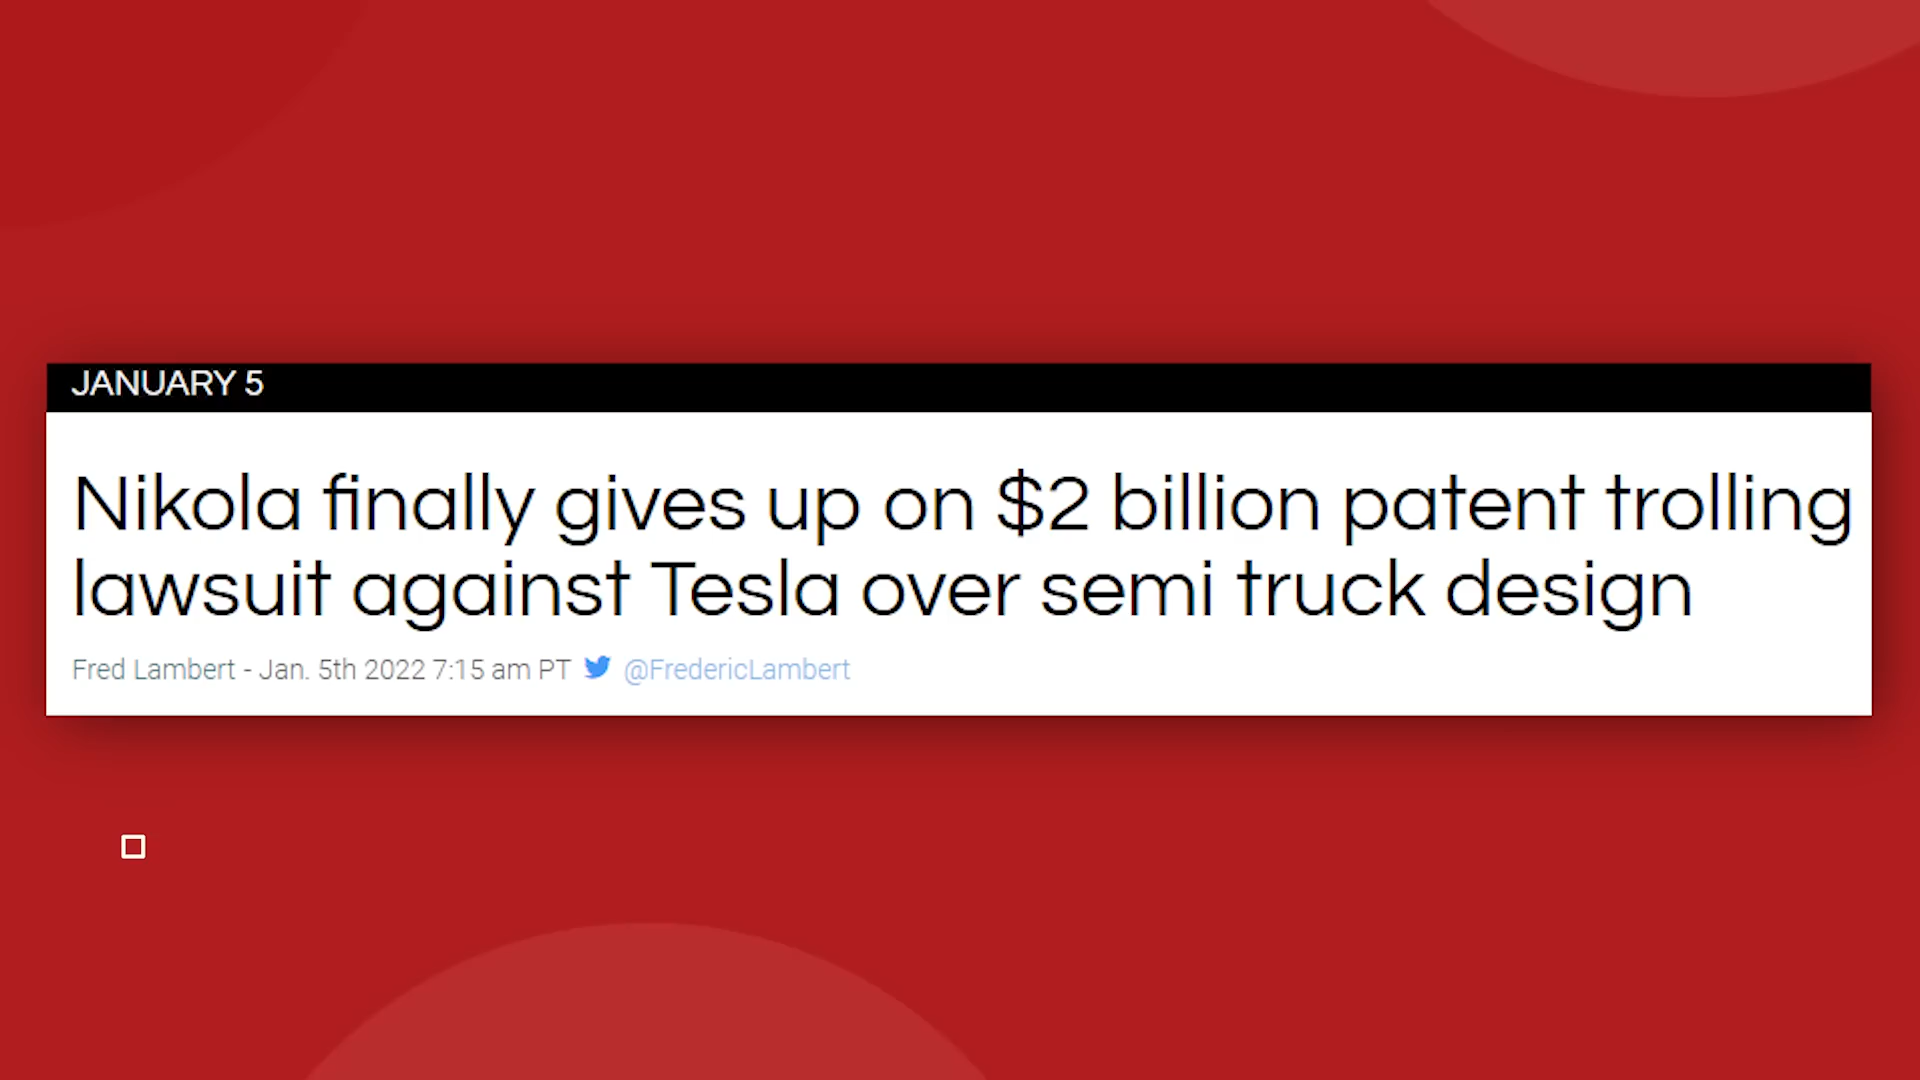 JANUARY 5
Nikola finally gives up on $2 billion patent trolling
lawsuit against Tesla over semi truck design
Fred Lambert - Jan. 5th 2022 7:15 am PT @FredericLambert